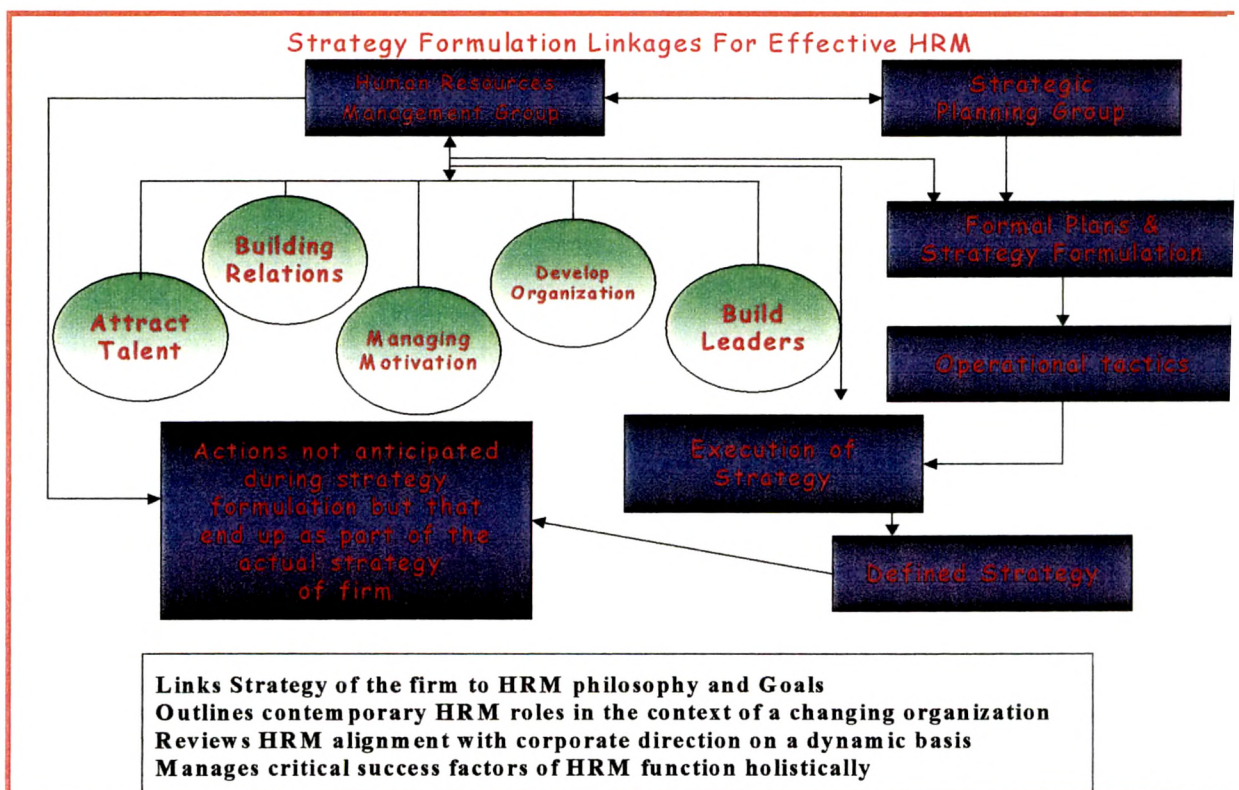 Strategy Formulation Linkages For Effective HRM
Human Resources
Management Group
Strategic
Planning Group
Building
Relations
Develop
Organization
Attract
Talent
Managing
Motivation
Build
Leaders
Formal Plans &
Strategy Formulation
Operational tactics
Actions not anticipated
during strategy
formulation but that
end up as part of the
actual strategy
of firm
Execution of
Strategy
Defined Strategy
Links Strategy of the firm to HRM philosophy and Goals
Outlines contemporary HRM roles in the context of a changing organization
Reviews HRM alignment with corporate direction on a dynamic basis
Manages critical success factors of HRM function holistically